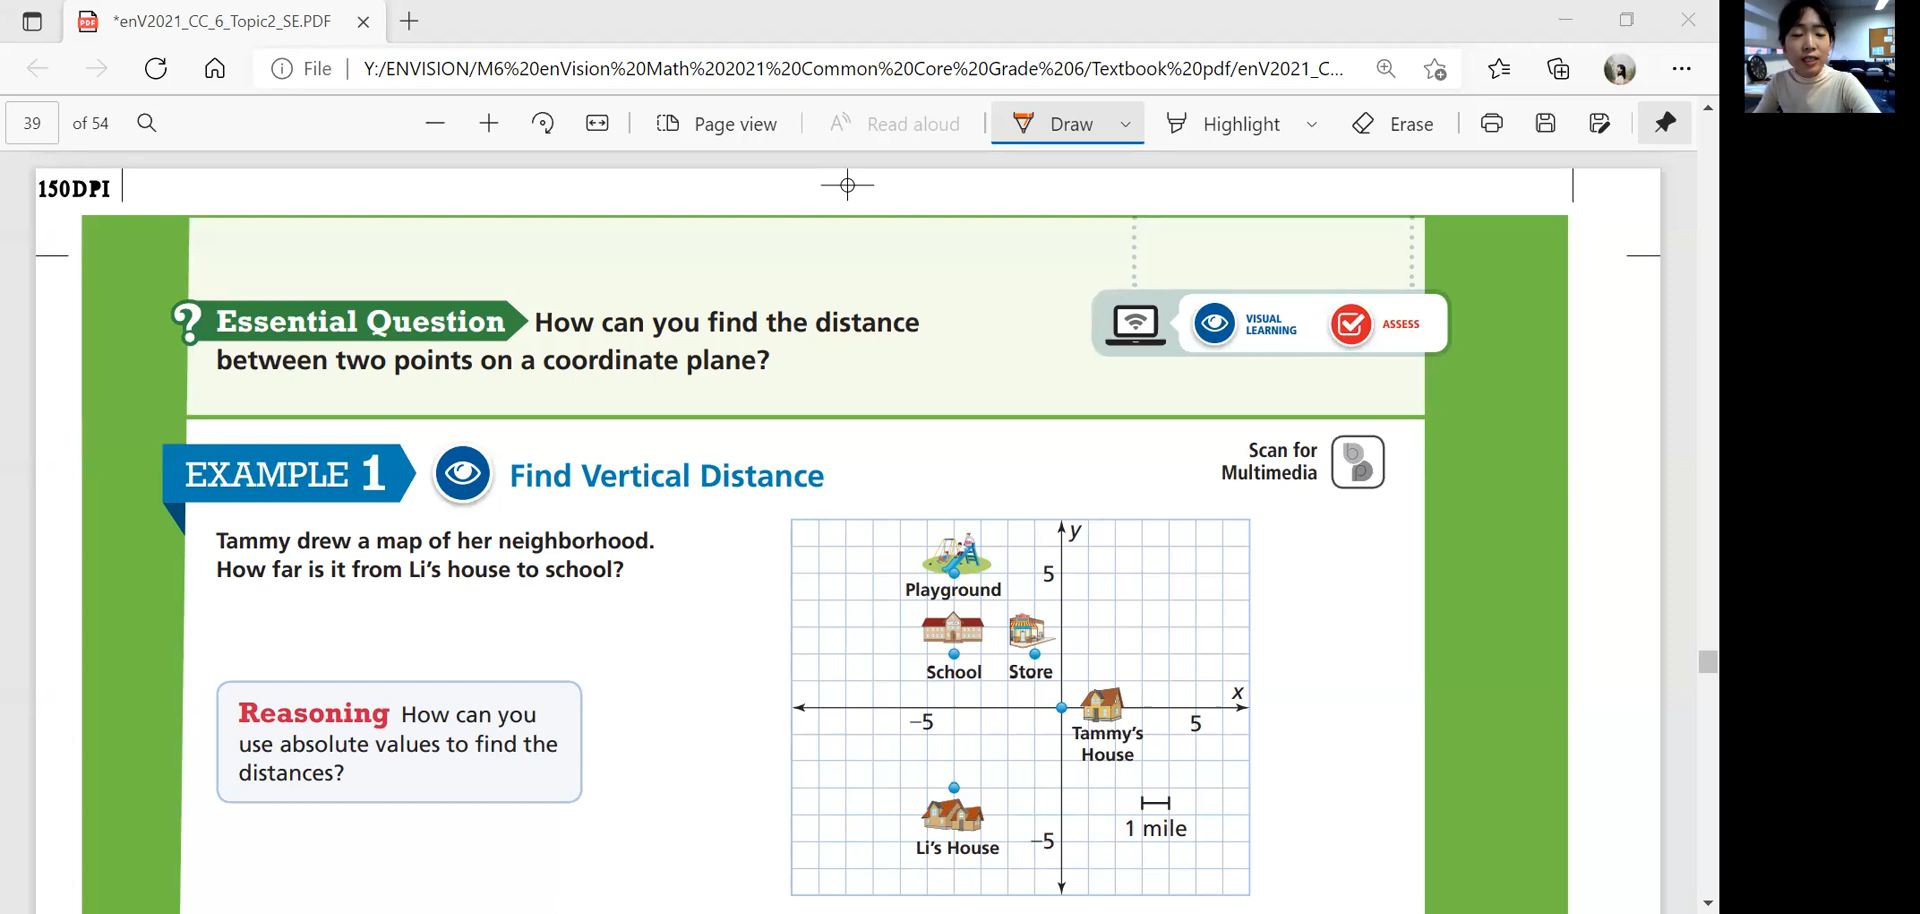 *enV2021_CC_6_Topic2_SE.PDF
File
Y:/ENVISION/M6%20enVision%20Math%202021%20Common%20Core%20Grade%206/Textbook%20pdf/enV2021_C...
39
of 54
Page view
Read aloud
Draw
Highlight
Erase
150DPI
? Essential Question How can you find the distance
between two points on a coordinate plane?
VISUAL
LEARNING
ASSESS
EXAMPLE 1
Find Vertical Distance
Scan for
Multimedia
Tammy drew a map of her neighborhood.
How far is it from Li's house to school?
Reasoning How can you
use absolute values to find the
distances?
y
5
Playground
School
Store
x
−5
5
Tammy's
House
Li's House
−5
1 mile